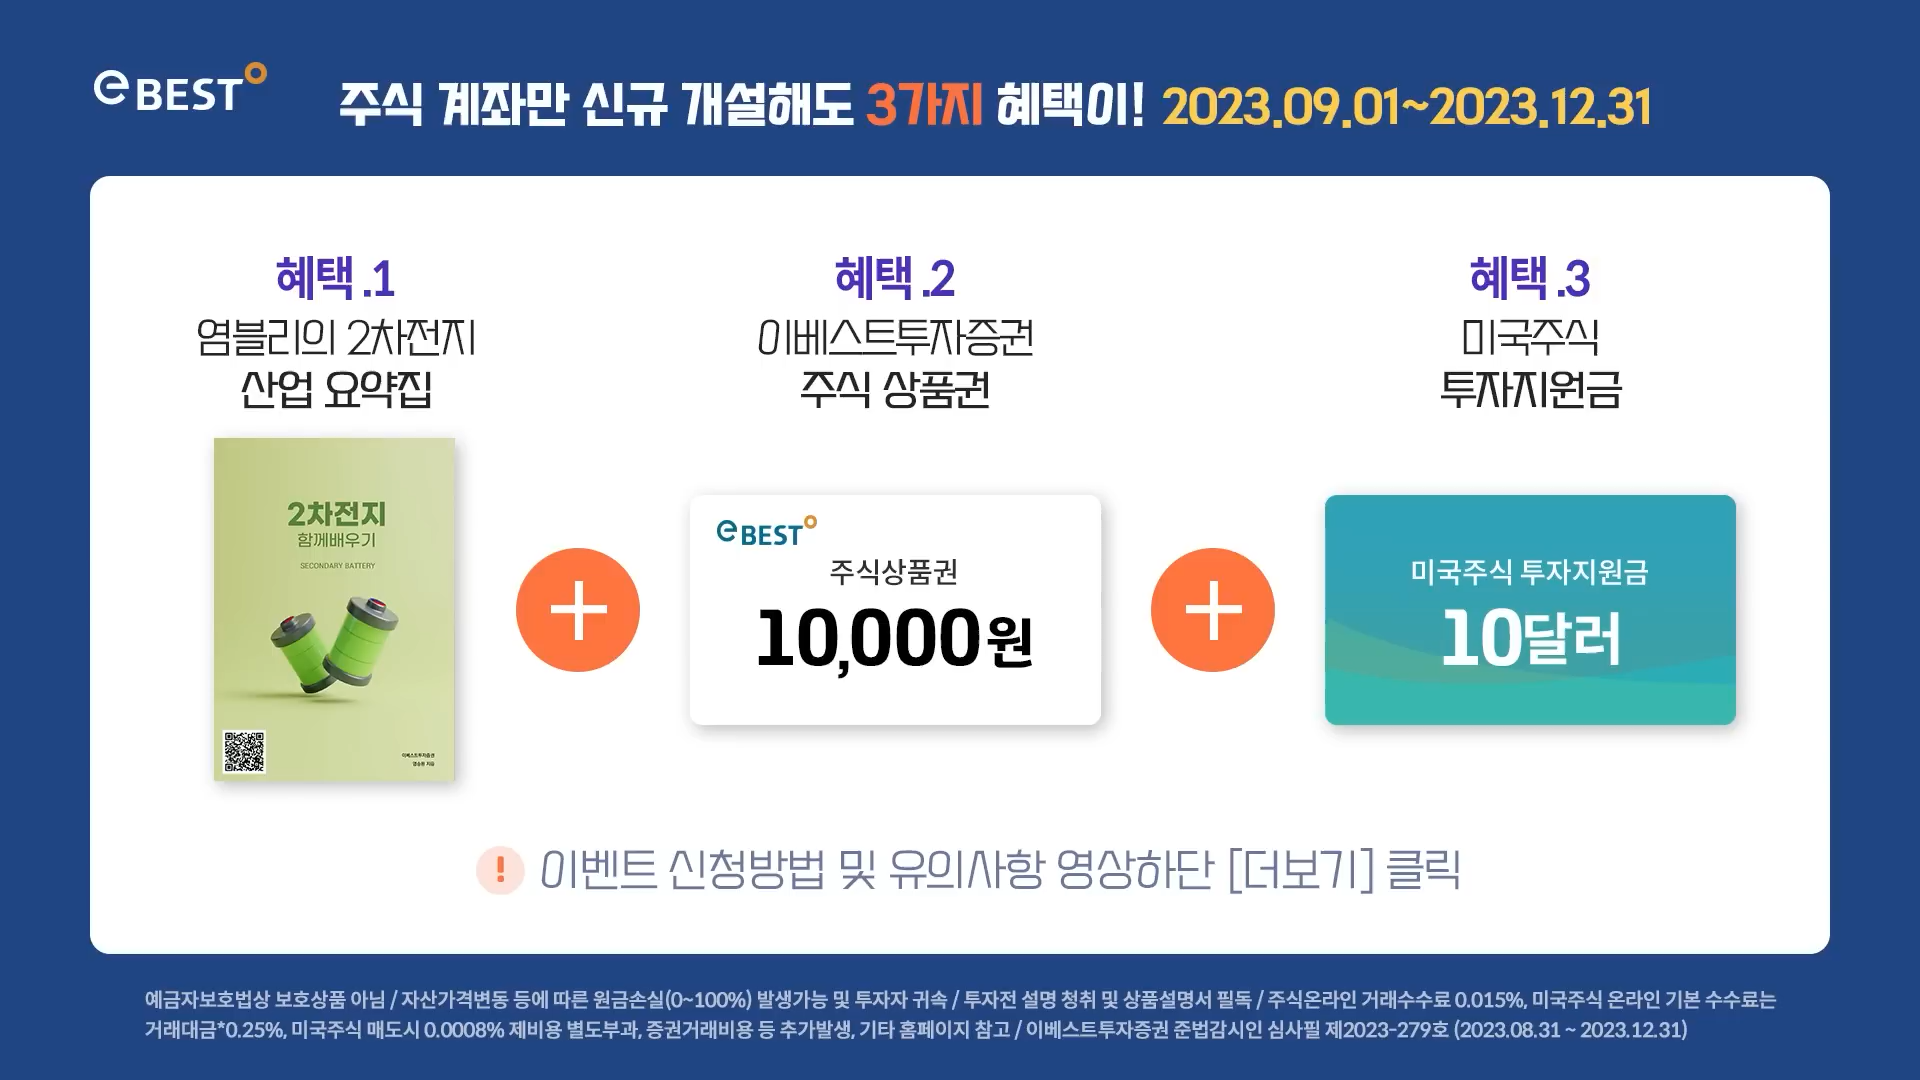 eBEST
주식 계좌만 신규 개설해도 3가지 혜택이! 2023.09.01~2023.12.31
혜택.1
염블리의 2차전지
산업 요약집
2차전지
함께배우기
SECONDARY BATTERY
이베스트투자증권
염승환 지음
혜택.2
이베스트투자증권
주식 상품권
eBEST
주식상품권
10,000원
혜택.3
미국주식
투자지원금
미국주식 투자지원금
10달러
! 이벤트 신청방법 및 유의사항 영상하단 [더보기] 클릭
예금자보호법상 보호상품 아님 / 자산가격변동 등에 따른 원금손실(0~100%) 발생가능 및 투자자 귀속 / 투자전 설명 청취 및 상품설명서 필독 / 주식온라인 거래수수료 0.015%, 미국주식 온라인 기본 수수료는
거래대금*0.25%, 미국주식 매도시 0.0008% 제비용 별도부과, 증권거래비용 등 추가발생, 기타 홈페이지 참고 / 이베스트투자증권 준법감시인 심사필 제2023-279호 (2023.08.31 ~ 2023.12.31)